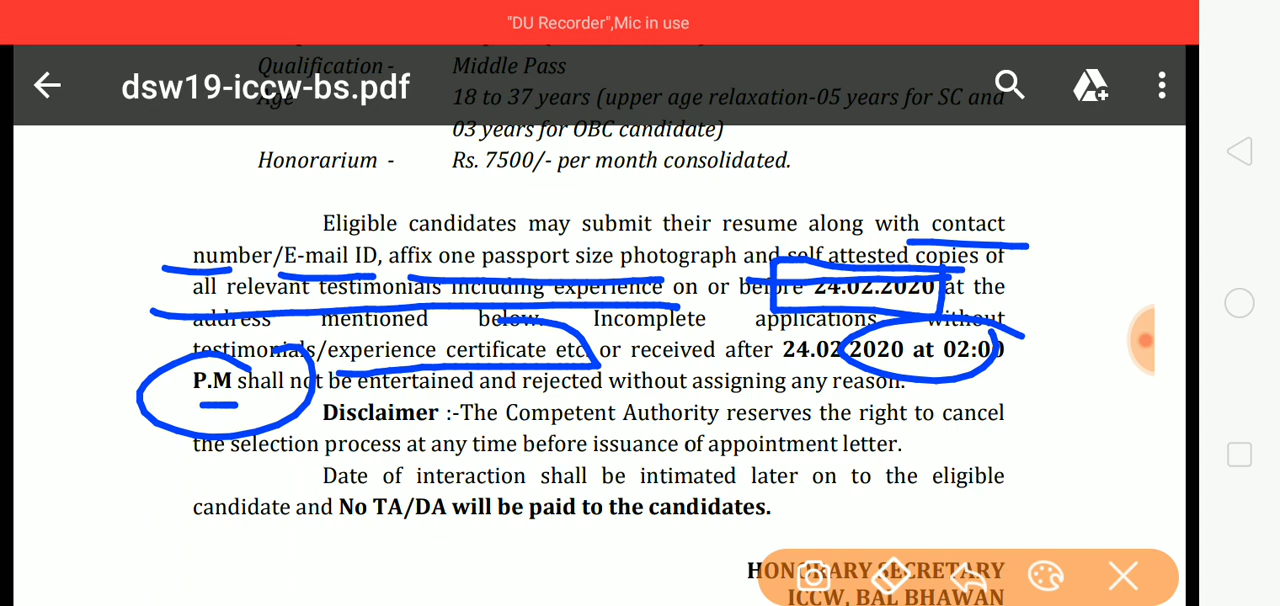 "DU Recorder",Mic in use
dsw19-iccw-bs.pdf
Qualification - Middle Pass
Age 18 to 37 years (upper age relaxation-05 years for SC and
03 years for OBC candidate)
Honorarium - Rs. 7500/- per month consolidated.
Eligible candidates may submit their resume along with contact
number/E-mail ID, affix one passport size photograph and self attested copies of
all relevant testimonials including experience on or before 24.02.2020 at the
address mentioned below. Incomplete applications without
testimonials/experience certificate etc. or received after 24.02.2020 at 02:00
P.M shall not be entertained and rejected without assigning any reason.
Disclaimer :-The Competent Authority reserves the right to cancel
the selection process at any time before issuance of appointment letter.
Date of interaction shall be intimated later on to the eligible
candidate and No TA/DA will be paid to the candidates.
HONORARY SECRETARY
ICCW, BAL BHAWAN